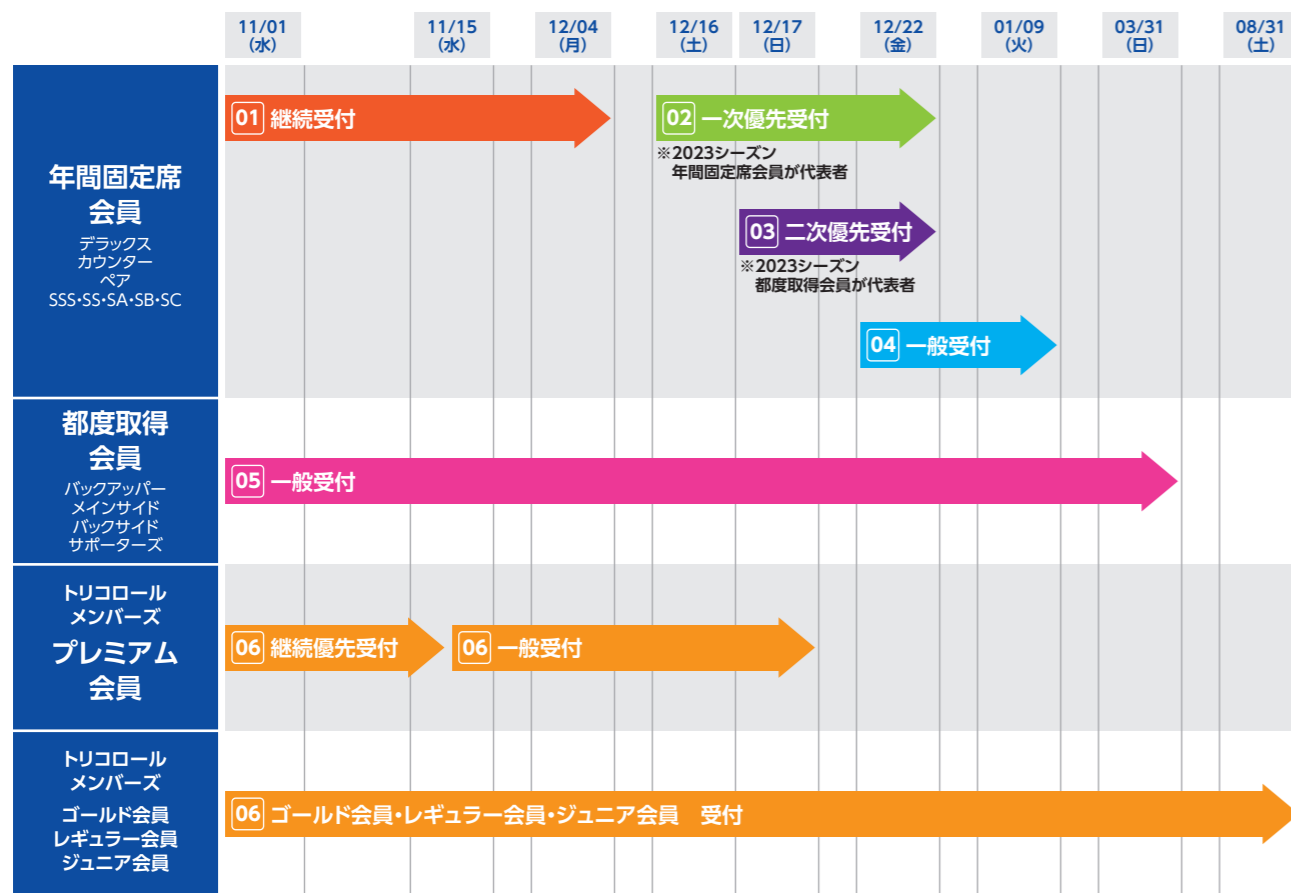 11/01
(水)
11/15
(水)
12/04
(月)
12/16
(土)
12/17
(日)
12/22
(金)
01/09
(火)
03/31
(日)
08/31
(土)
年間固定席
会員
デラックス
カウンター
ペア
SSS・SS・SA・SB・SC
01 継続受付
02 一次優先受付
※2023シーズン
年間固定席会員が代表者
03 二次優先受付
※2023シーズン
都度取得会員が代表者
04 一般受付
都度取得
会員
バックアッパー
メインサイド
バックサイド
サポーターズ
05 一般受付
トリコロール
メンバーズ
プレミアム
会員
06 継続優先受付
06 一般受付
トリコロール
メンバーズ
ゴールド会員
レギュラー会員
ジュニア会員
06 ゴールド会員・レギュラー会員・ジュニア会員　受付